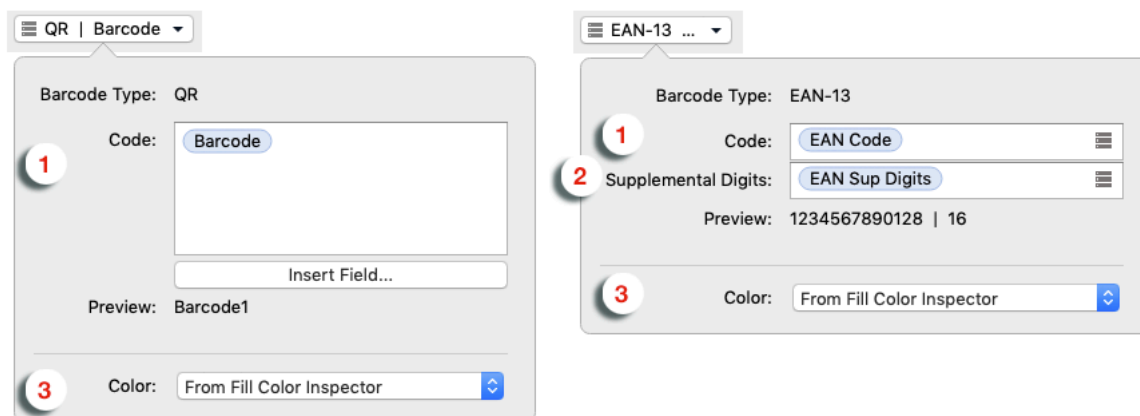 QR | Barcode
Barcode Type: QR
1
Code: Barcode
Insert Field...
Preview: Barcode1
3
Color: From Fill Color Inspector
EAN-13 ...
Barcode Type: EAN-13
1
Code: EAN Code
2
Supplemental Digits: EAN Sup Digits
Preview: 1234567890128 | 16
3
Color: From Fill Color Inspector